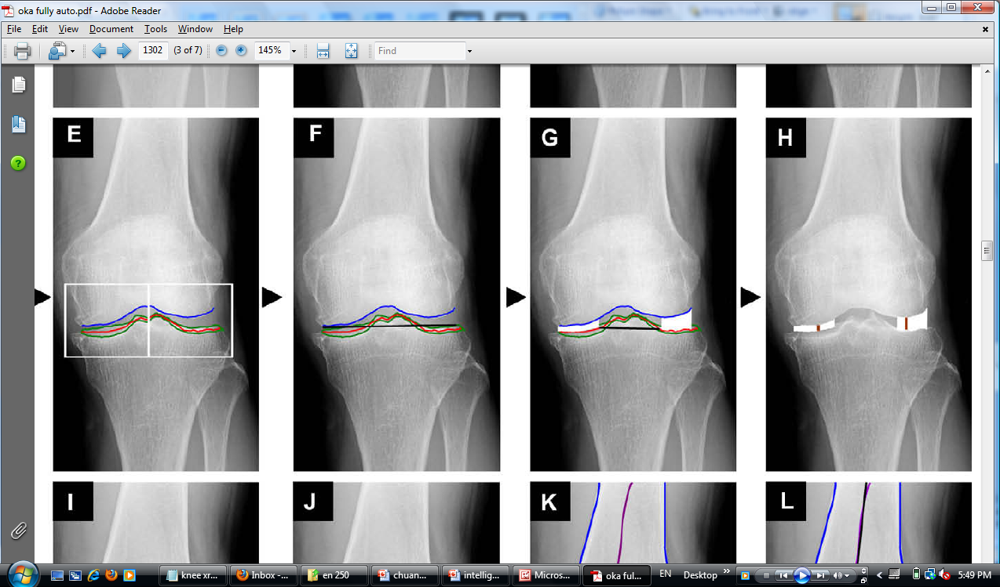 oka fully auto.pdf - Adobe Reader
File Edit View Document Tools Window Help
1302 (3 of 7) 145% Find
E F G H
I J K L
knee xr... Inbox -... en 250 chuan... intellig... Micros... oka ful... EN Desktop » 5:49 PM